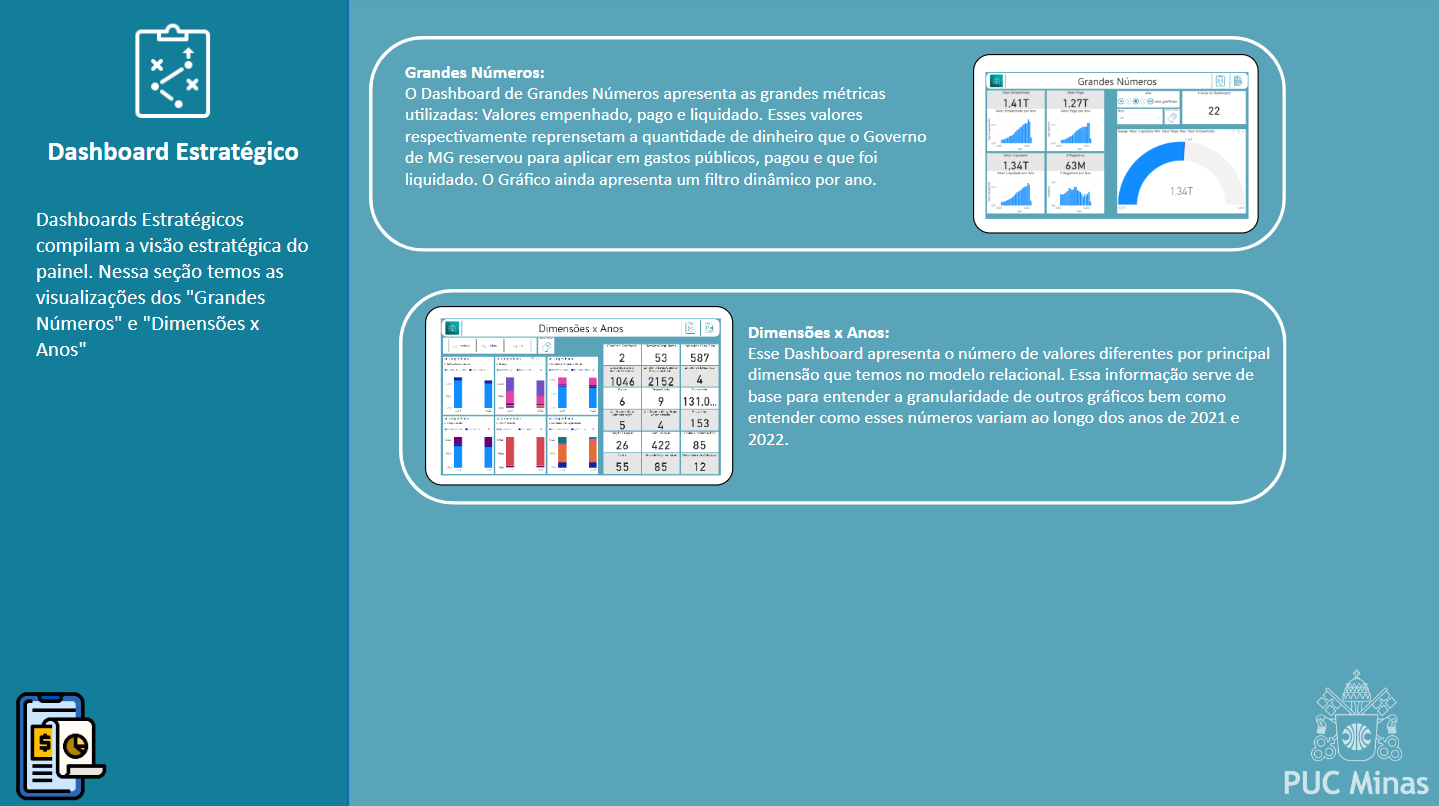 Dashboard Estratégico
Dashboards Estratégicos
compilam a visão estratégica do
painel. Nessa seção temos as
visualizações dos "Grandes
Números" e "Dimensões x
Anos"
Grandes Números:
O Dashboard de Grandes Números apresenta as grandes métricas
utilizadas: Valores empenhado, pago e liquidado. Esses valores
respectivamente reprensetam a quantidade de dinheiro que o Governo
de MG reservou para aplicar em gastos públicos, pagou e que foi
liquidado. O Gráfico ainda apresenta um filtro dinâmico por ano.
Grandes Números
1,41T
1,27T
22
1,34T
63M
1,34T
Dimensões x Anos
2 53 587
1046 2152 4
6 9 131,0...
5 4 153
26 422 85
55 85 12
Dimensões x Anos:
Esse Dashboard apresenta o número de valores diferentes por principal
dimensão que temos no modelo relacional. Essa informação serve de
base para entender a granularidade de outros gráficos bem como
entender como esses números variam ao longo dos anos de 2021 e
2022.
$
PUC Minas